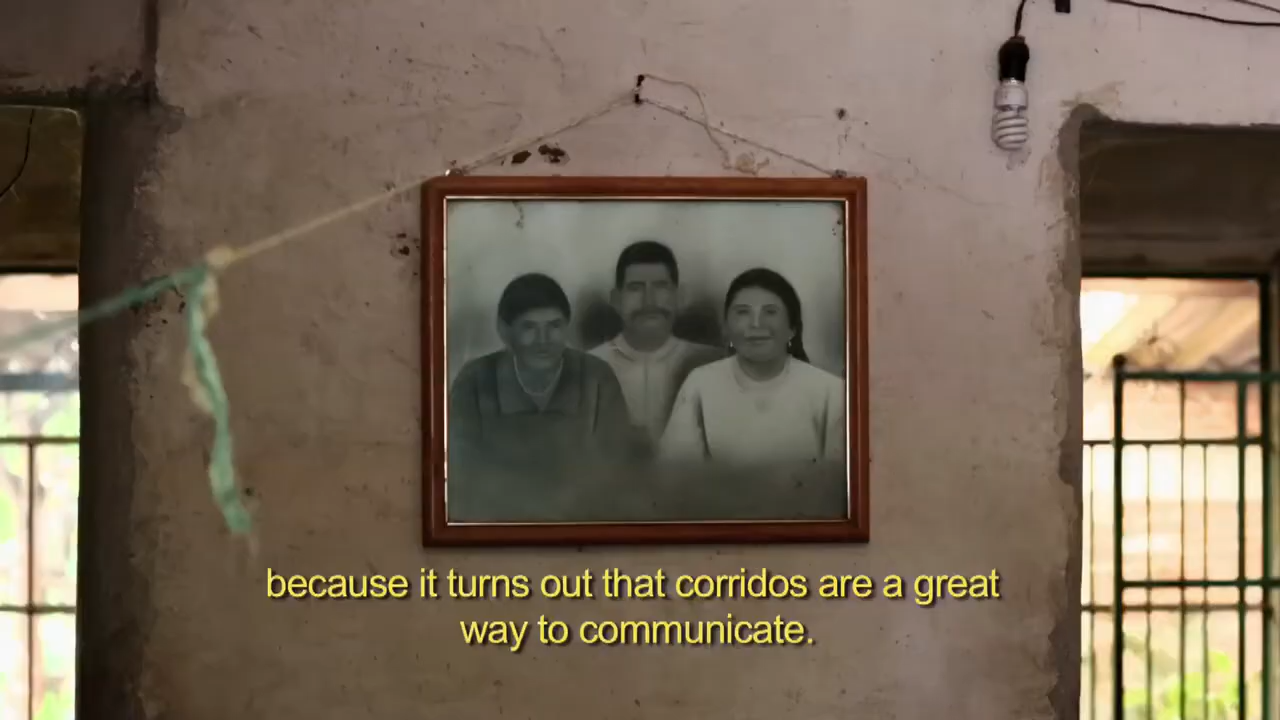 because it turns out that corridos are a great
way to communicate.